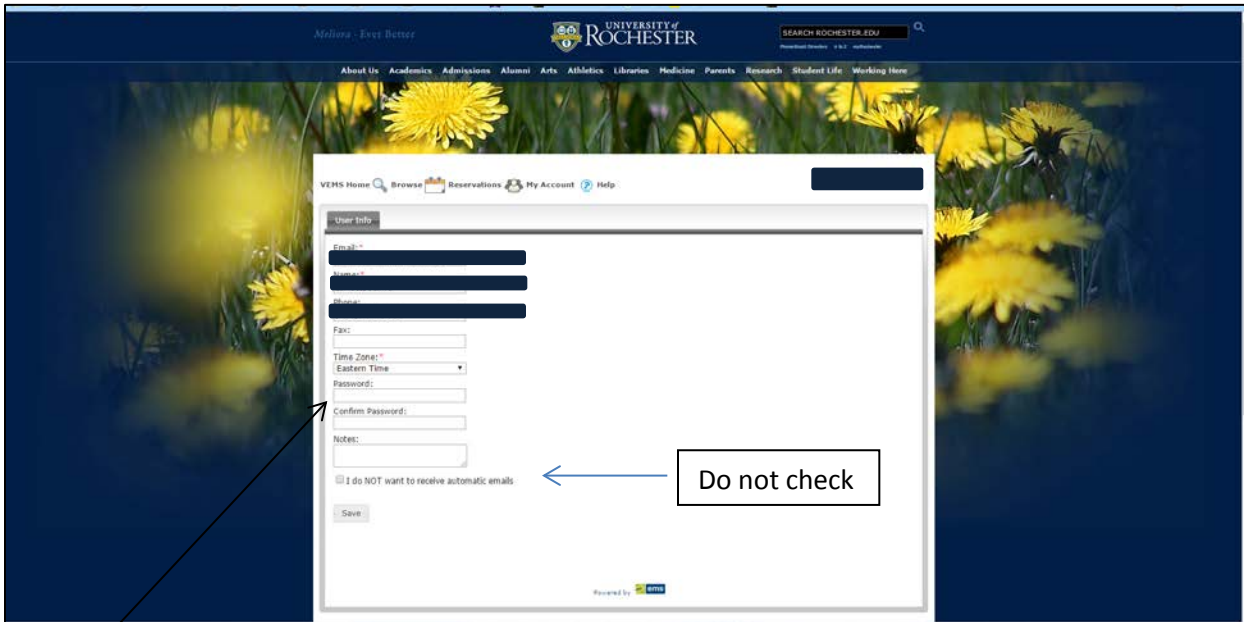 Meliora - Ever Better
UNIVERSITY of
ROCHESTER
SEARCH ROCHESTER.EDU
About Us Academics Admissions Alumni Arts Athletics Libraries Medicine Parents Research Student Life Working Here
VEMS Home Browse Reservations My Account Help
User Info
Email:*
Name:*
Phone:
Fax:
Time Zone:*
Eastern Time
Password:
Confirm Password:
Notes:
I do NOT want to receive automatic emails
Do not check
Save
Powered by ems